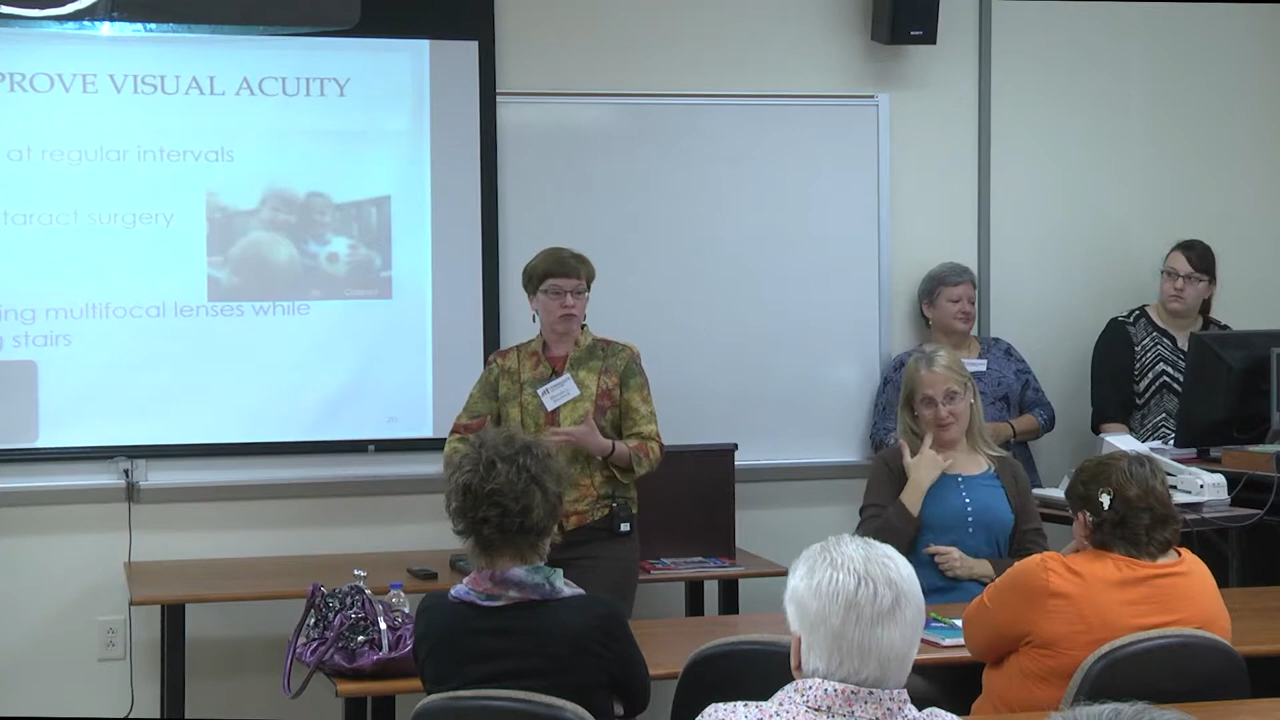 PROVE VISUAL ACUITY
at regular intervals
taract surgery
ing multifocal lenses while
g stairs